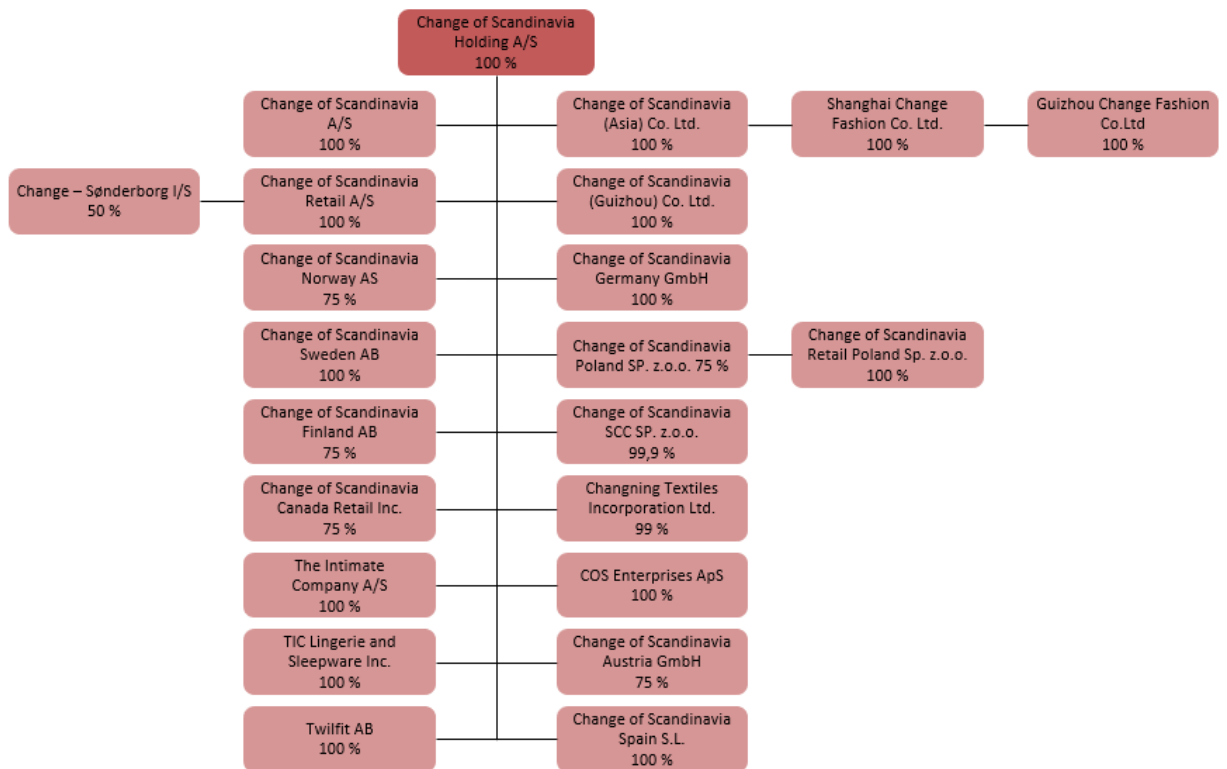 Change of Scandinavia
Holding A/S
100 %
Change of Scandinavia
A/S
100 %
Change of Scandinavia
(Asia) Co. Ltd.
100 %
Shanghai Change
Fashion Co. Ltd.
100 %
Guizhou Change Fashion
Co.Ltd
100 %
Change – Sønderborg I/S
50 %
Change of Scandinavia
Retail A/S
100 %
Change of Scandinavia
(Guizhou) Co. Ltd.
100 %
Change of Scandinavia
Norway AS
75 %
Change of Scandinavia
Germany GmbH
100 %
Change of Scandinavia
Sweden AB
100 %
Change of Scandinavia
Poland SP. z.o.o. 75 %
Change of Scandinavia
Retail Poland Sp. z.o.o.
100 %
Change of Scandinavia
Finland AB
75 %
Change of Scandinavia
SCC SP. z.o.o.
99,9 %
Change of Scandinavia
Canada Retail Inc.
75 %
Changning Textiles
Incorporation Ltd.
99 %
The Intimate
Company A/S
100 %
COS Enterprises ApS
100 %
TIC Lingerie and
Sleepware Inc.
100 %
Change of Scandinavia
Austria GmbH
75 %
Twilfit AB
100 %
Change of Scandinavia
Spain S.L.
100 %